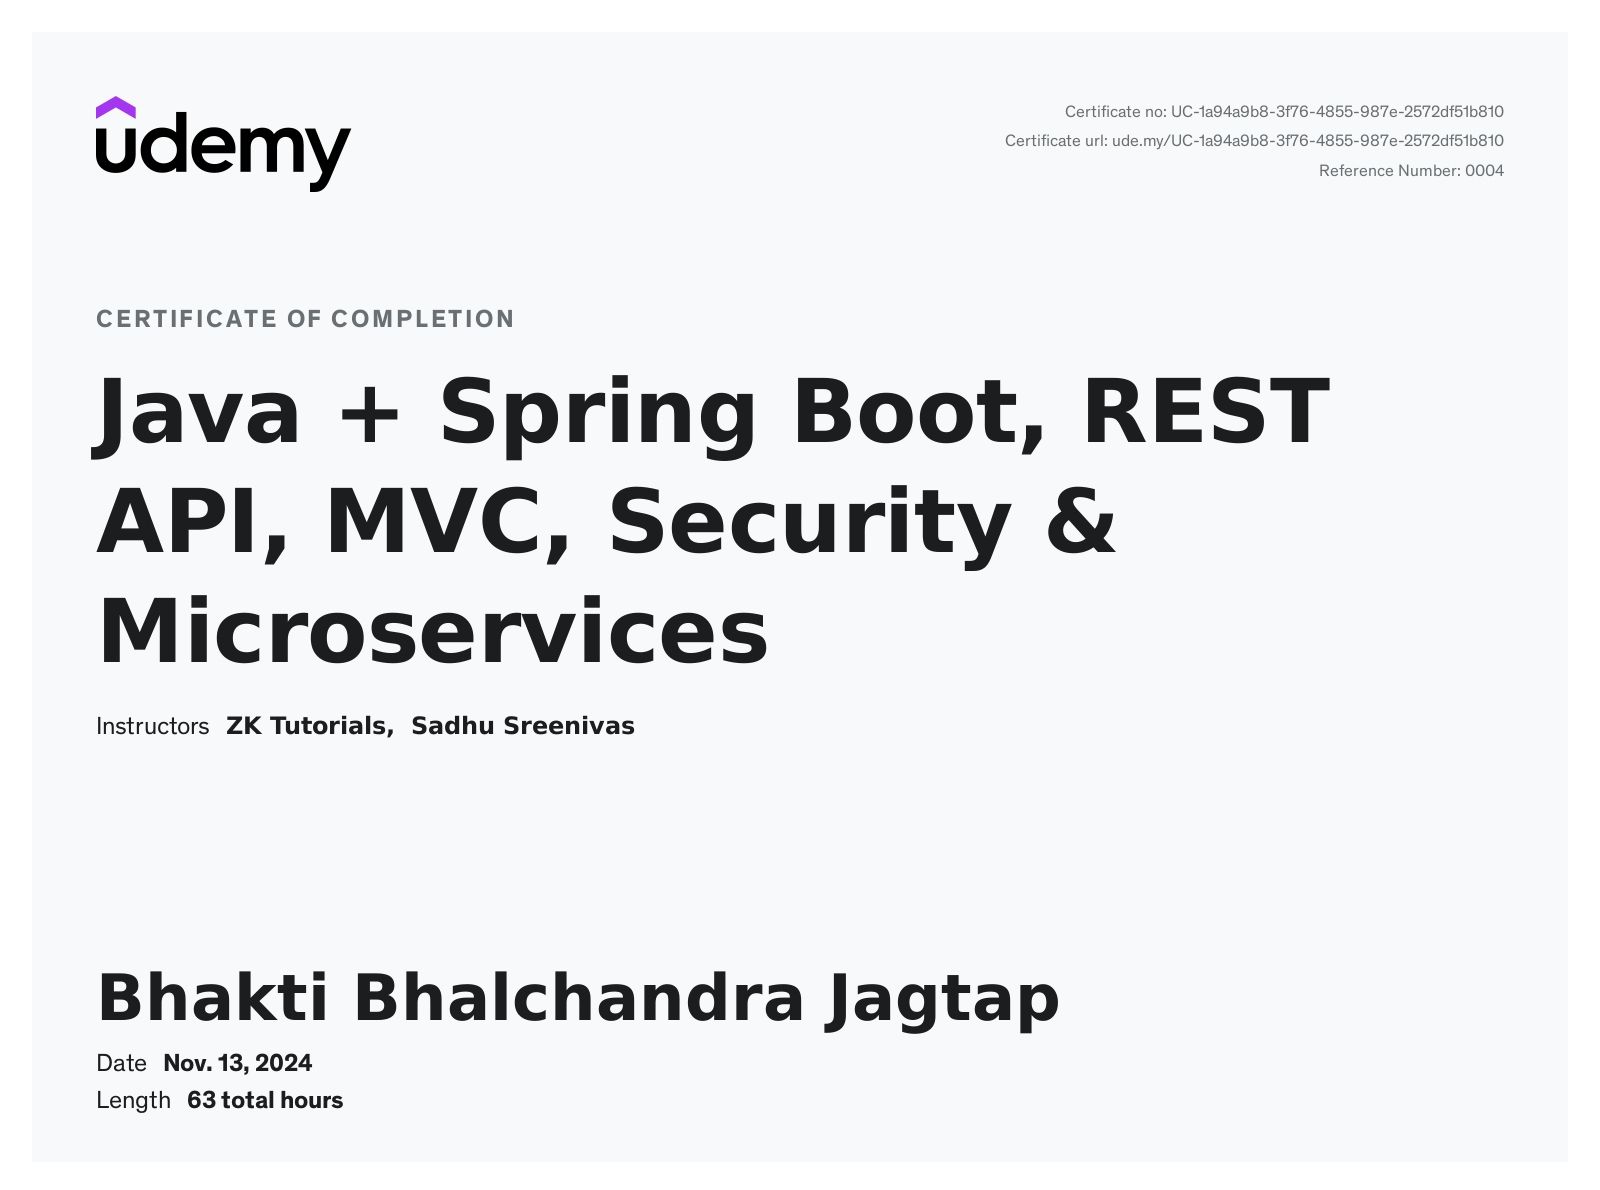 udemy
Certificate no: UC-1a94a9b8-3f76-4855-987e-2572df51b810
Certificate url: ude.my/UC-1a94a9b8-3f76-4855-987e-2572df51b810
Reference Number: 0004
CERTIFICATE OF COMPLETION
Java + Spring Boot, REST
API, MVC, Security &
Microservices
Instructors ZK Tutorials, Sadhu Sreenivas
Bhakti Bhalchandra Jagtap
Date Nov. 13, 2024
Length 63 total hours